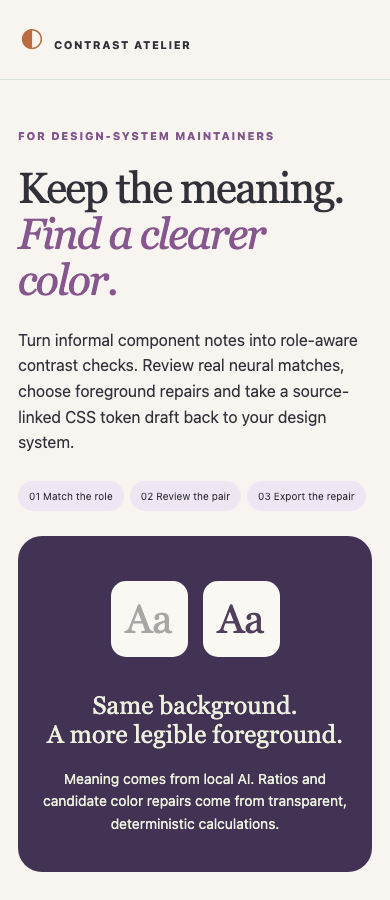 CONTRAST ATELIER
FOR DESIGN-SYSTEM MAINTAINERS
Keep the meaning.
Find a clearer
color.
Turn informal component notes into role-aware
contrast checks. Review real neural matches,
choose foreground repairs and take a source-
linked CSS token draft back to your design
system.
01 Match the role 02 Review the pair 03 Export the repair
Aa Aa
Same background.
A more legible foreground.
Meaning comes from local AI. Ratios and
candidate color repairs come from transparent,
deterministic calculations.